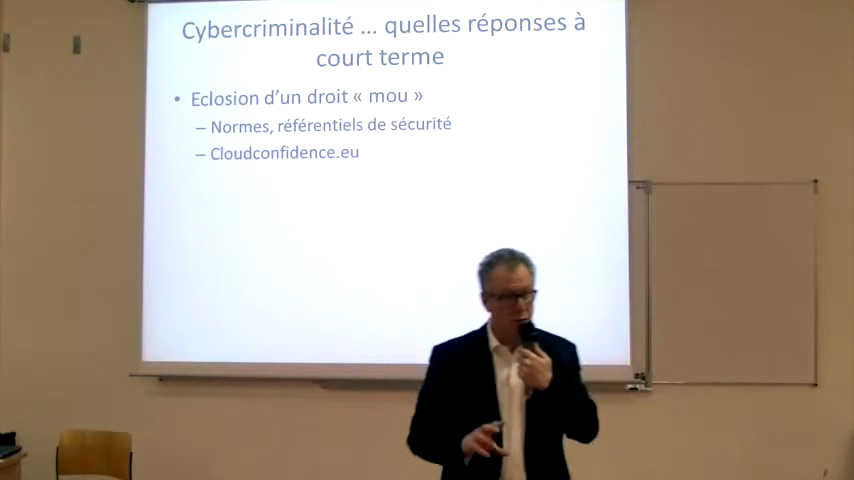 Cybercriminalité ... quelles réponses à
court terme
• Eclosion d'un droit « mou »
– Normes, référentiels de sécurité
– Cloudconfidence.eu